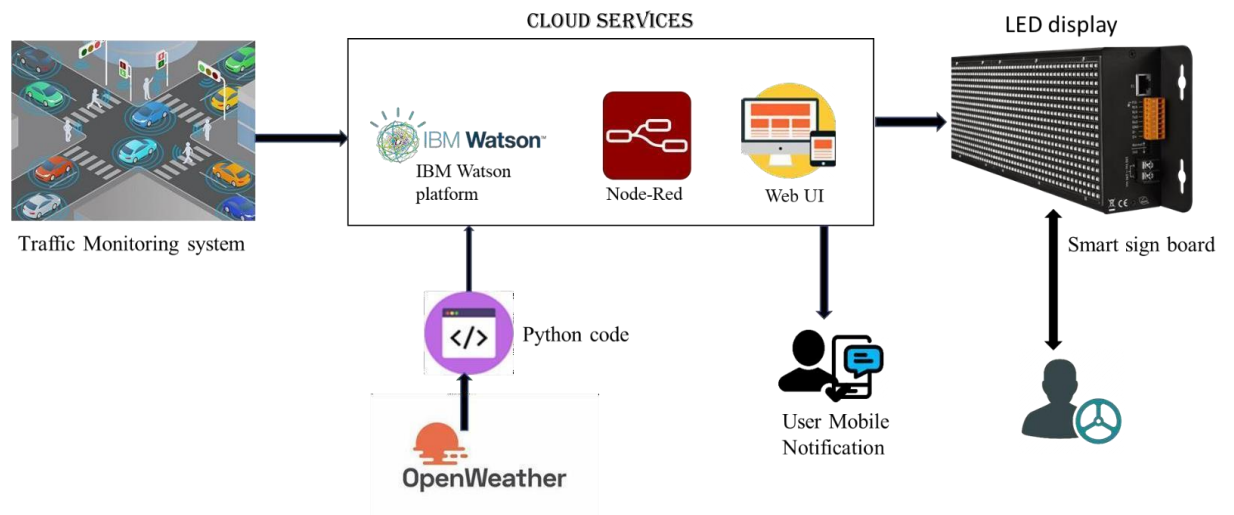 CLOUD SERVICES
LED display
IBM Watson™
IBM Watson
platform
Node-Red
Web UI
Traffic Monitoring system
Smart sign board
</>
Python code
User Mobile
Notification
OpenWeather